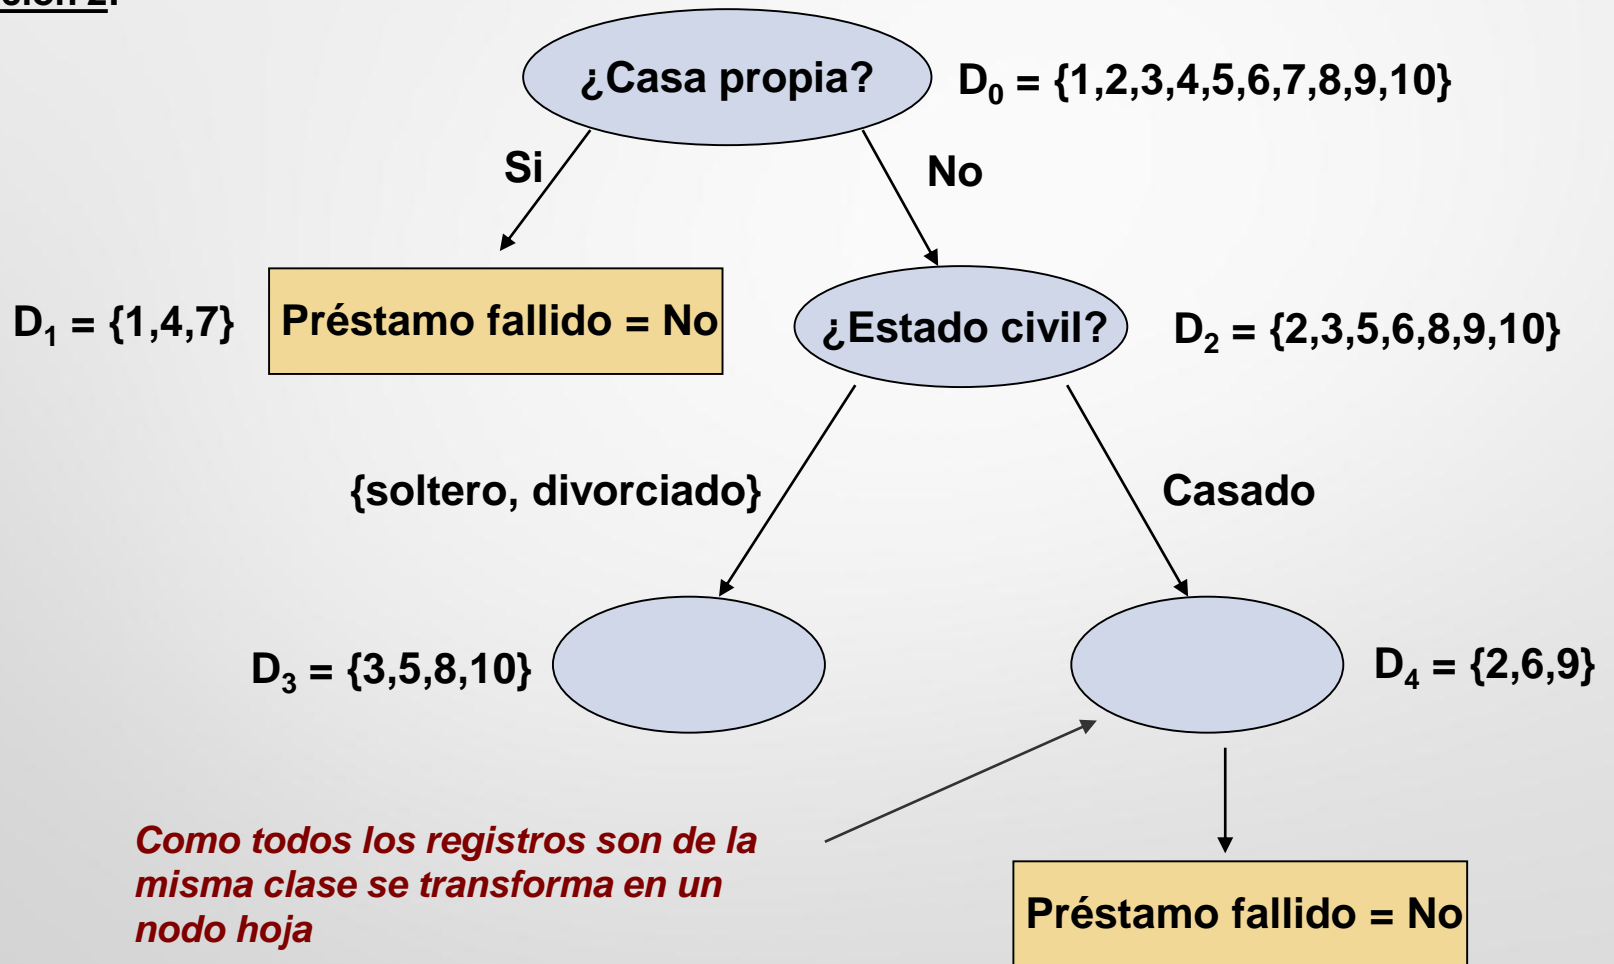 ¿Casa propia?
D0 = {1,2,3,4,5,6,7,8,9,10}
Si
No
D1 = {1,4,7}
Préstamo fallido = No
¿Estado civil?
D2 = {2,3,5,6,8,9,10}
{soltero, divorciado}
Casado
D3 = {3,5,8,10}
D4 = {2,6,9}
Como todos los registros son de la
misma clase se transforma en un
nodo hoja
Préstamo fallido = No